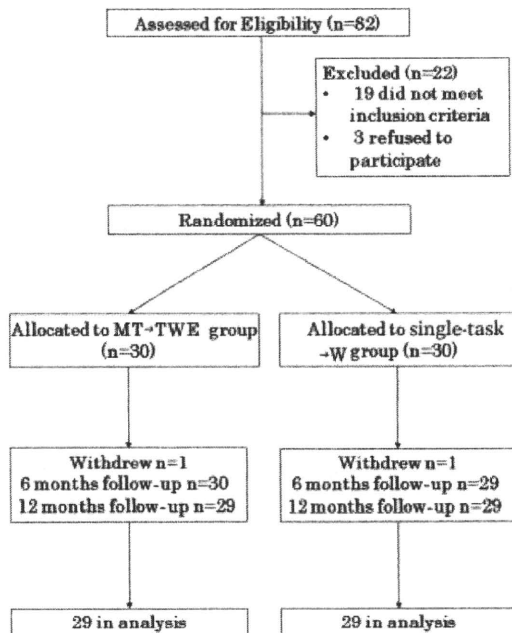 Assessed for Eligibility (n=82)
Excluded (n=22)
• 19 did not meet
inclusion criteria
• 3 refused to
participate
Randomized (n=60)
Allocated to MT→TWE group
(n=30)
Allocated to single-task
→W group (n=30)
Withdrew n=1
6 months follow-up n=30
12 months follow-up n=29
Withdrew n=1
6 months follow-up n=29
12 months follow-up n=29
29 in analysis
29 in analysis